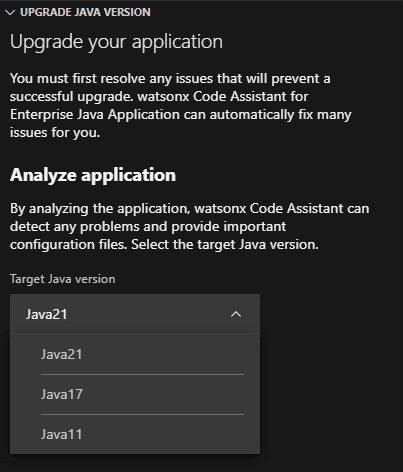 UPGRADE JAVA VERSION
Upgrade your application
You must first resolve any issues that will prevent a
successful upgrade. watsonx Code Assistant for
Enterprise Java Application can automatically fix many
issues for you.
Analyze application
By analyzing the application, watsonx Code Assistant can
detect any problems and provide important
configuration files. Select the target Java version.
Target Java version
Java21
Java21
Java17
Java11